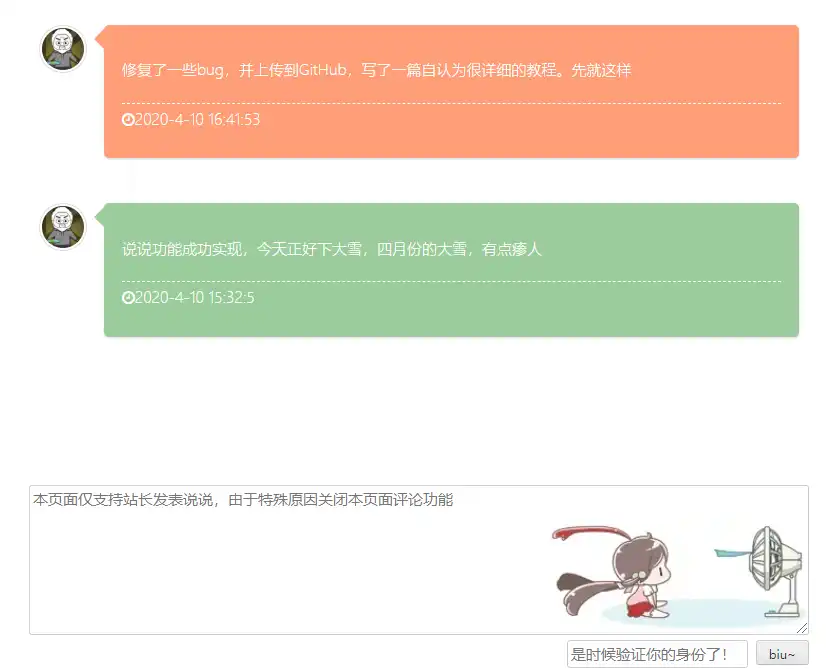 修复了一些bug，并上传到GitHub，写了一篇自认为很详细的教程。先就这样
2020-4-10 16:41:53
说说功能成功实现，今天正好下大雪，四月份的大雪，有点瘆人
2020-4-10 15:32:5
本页面仅支持站长发表说说，由于特殊原因关闭本页面评论功能
是时候验证你的身份了！
biu~